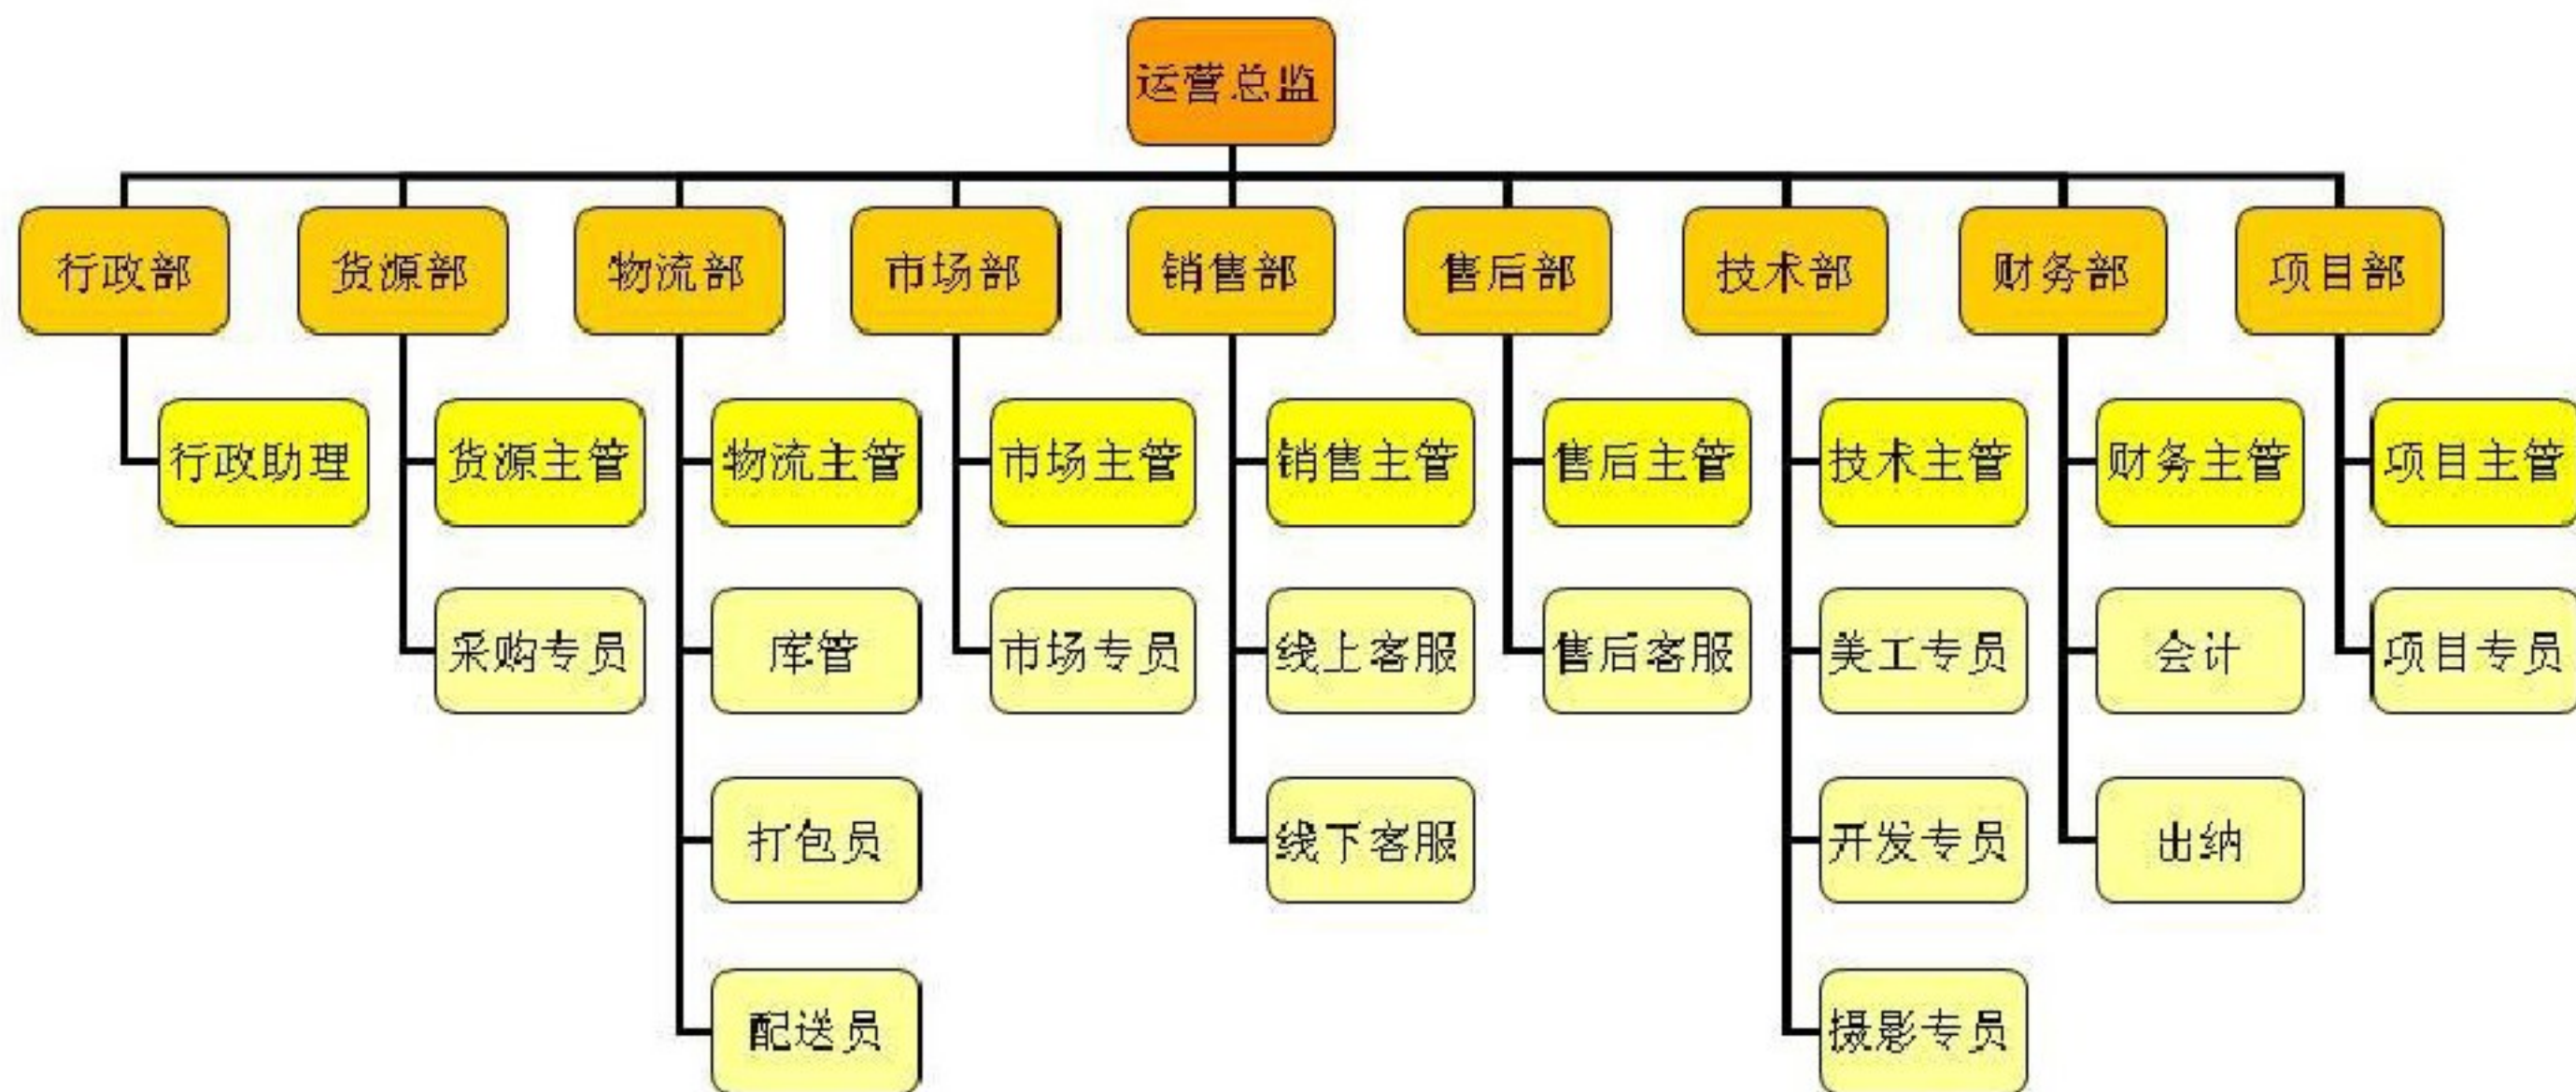 运营总监
行政部
货源部
物流部
市场部
销售部
售后部
技术部
财务部
项目部
行政助理
货源主管
物流主管
市场主管
销售主管
售后主管
技术主管
财务主管
项目主管
采购专员
库管
市场专员
线上客服
售后客服
美工专员
会计
项目专员
打包员
线下客服
开发专员
出纳
配送员
摄影专员